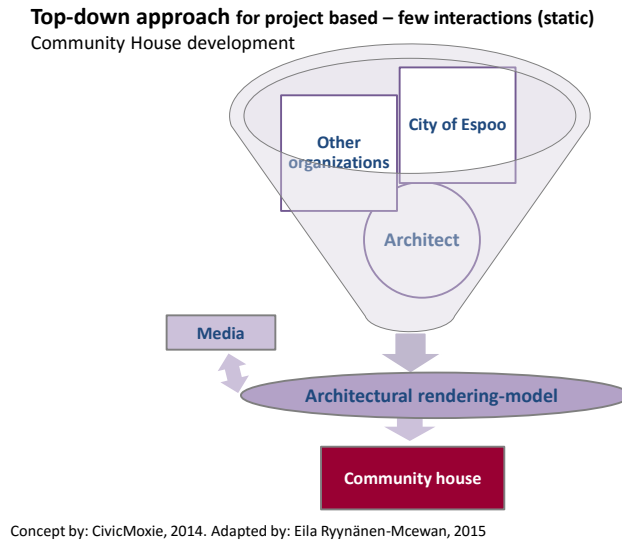 Top-down approach for project based – few interactions (static)
Community House development
City of Espoo
Other
organizations
Architect
Media
Architectural rendering-model
Community house
Concept by: CivicMoxie, 2014. Adapted by: Eila Ryynänen-Mcewan, 2015